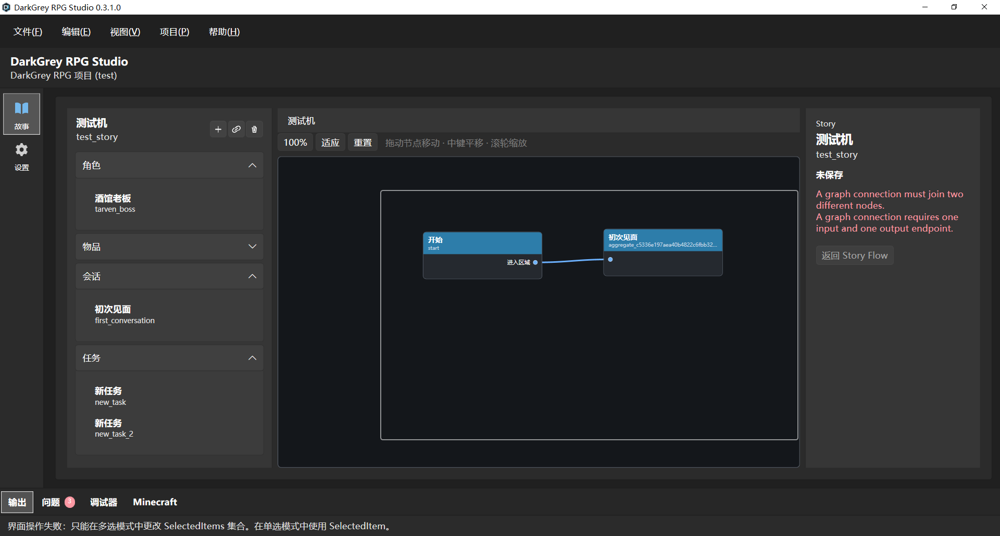 DarkGrey RPG Studio 0.3.1.0
文件(F) 编辑(E) 视图(V) 项目(P) 帮助(H)
DarkGrey RPG Studio
DarkGrey RPG 项目 (test)
故事
设置
测试机
test_story
角色
酒馆老板
tarven_boss
物品
会话
初次见面
first_conversation
任务
新任务
new_task
新任务
new_task_2
测试机
100% 适应 重置 拖动节点移动 · 中键平移 · 滚轮缩放
开始
start
进入区域
初次见面
aggregate_c5336e197aea40b4822c6fbb32...
Story
测试机
test_story
未保存
A graph connection must join two
different nodes.
A graph connection requires one
input and one output endpoint.
返回 Story Flow
输出 问题 3 调试器 Minecraft
界面操作失败：只能在多选模式中更改 SelectedItems 集合。在单选模式中使用 SelectedItem。